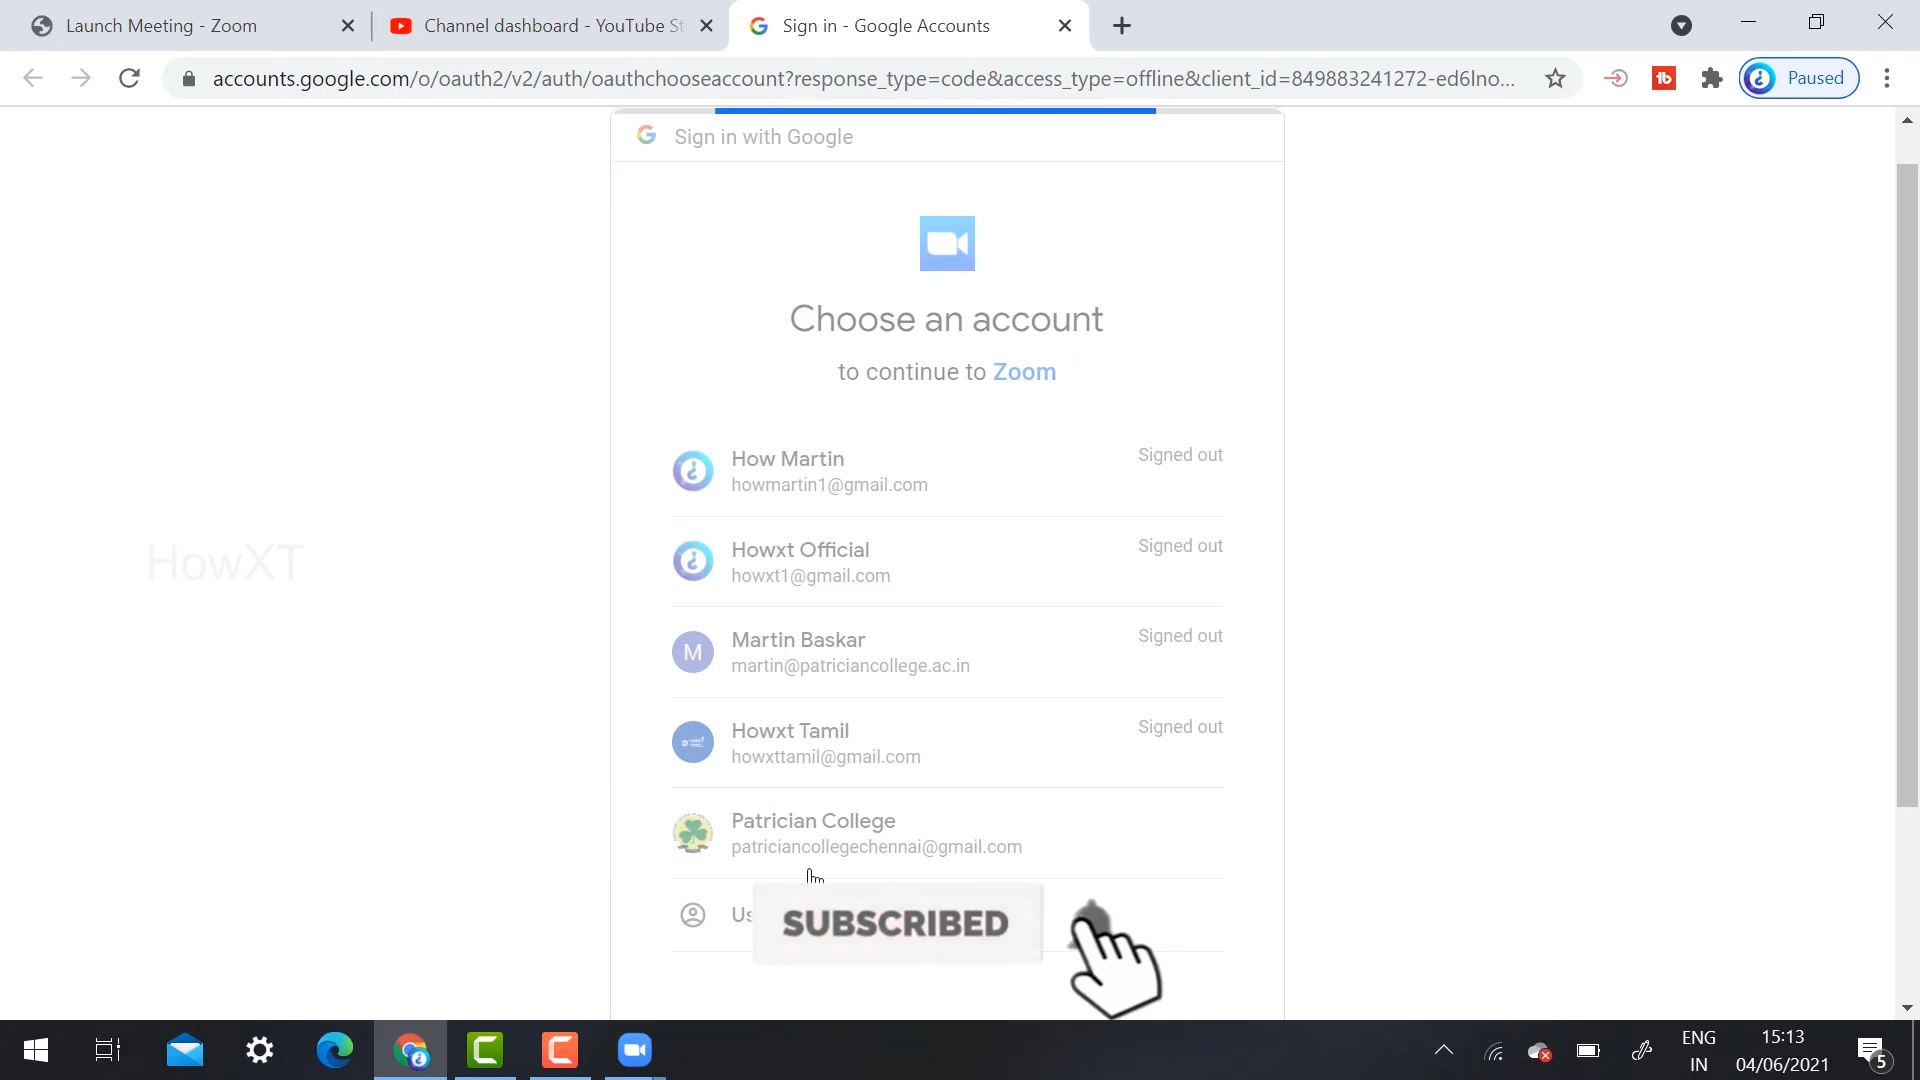 Launch Meeting - Zoom
Channel dashboard - YouTube St
Sign in - Google Accounts
accounts.google.com/o/oauth2/v2/auth/oauthchooseaccount?response_type=code&access_type=offline&client_id=849883241272-ed6lno...
Paused
Sign in with Google
Choose an account
to continue to Zoom
How Martin
Signed out
howmartin1@gmail.com
Howxt Official
Signed out
howxt1@gmail.com
HowXT
M
Martin Baskar
Signed out
martin@patriciancollege.ac.in
Howxt Tamil
Signed out
howxttamil@gmail.com
Patrician College
patriciancollegechennai@gmail.com
Us
SUBSCRIBED
ENG
IN
15:13
04/06/2021
5